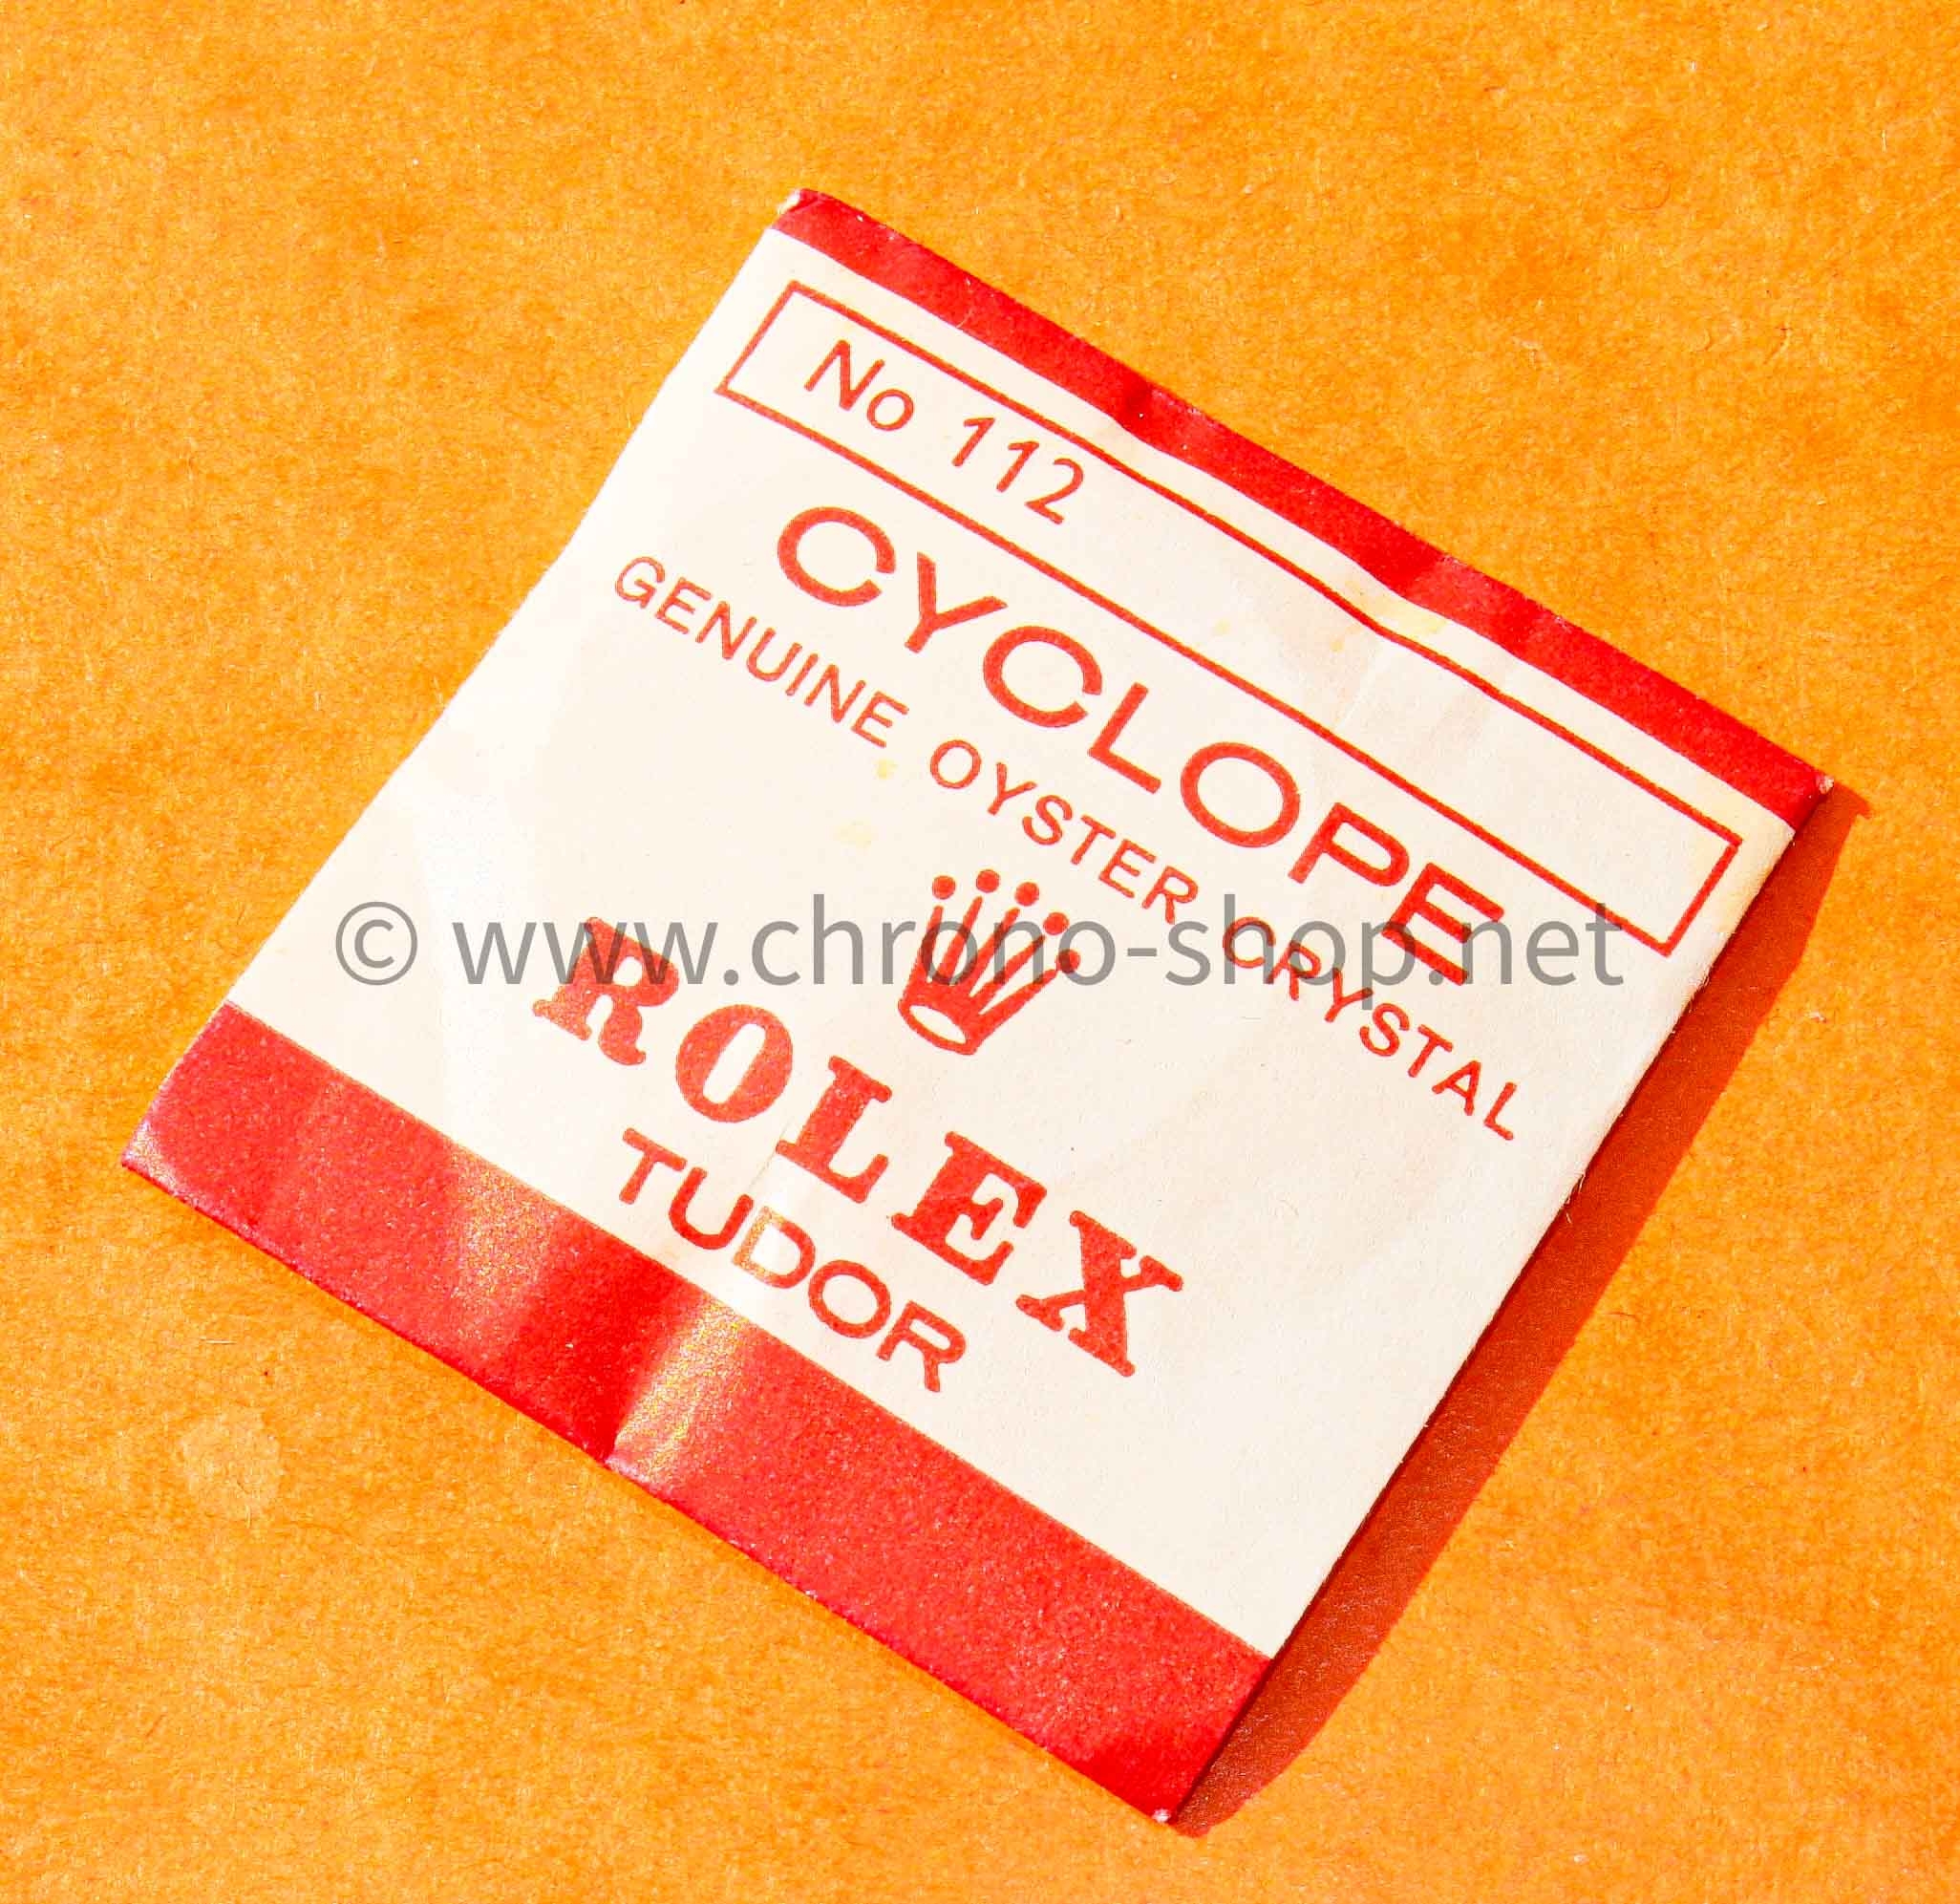 No 112
CYCLOPE
GENUINE OYSTER CRYSTAL
ROLEX
TUDOR
© www.chrono-shop.net